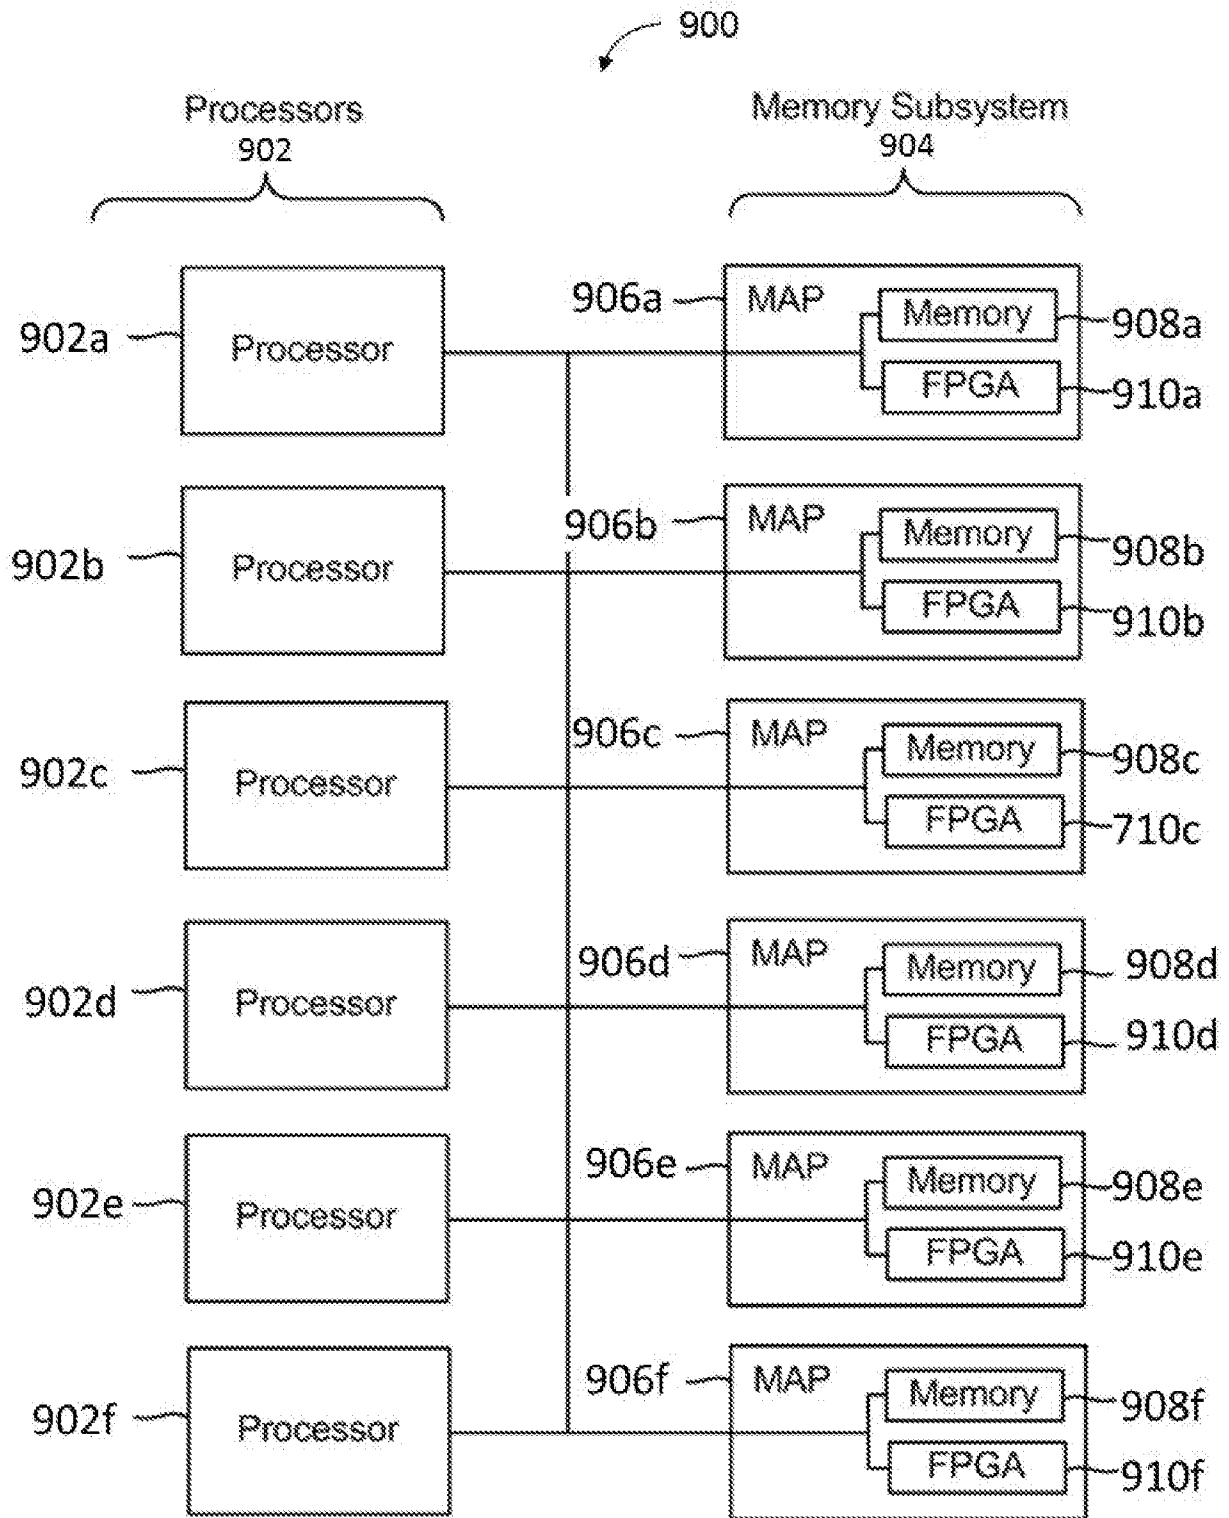 900
Processors
902
Memory Subsystem
904
902a
Processor
906a
MAP
Memory
908a
FPGA
910a
902b
Processor
906b
MAP
Memory
908b
FPGA
910b
902c
Processor
906c
MAP
Memory
908c
FPGA
710c
902d
Processor
906d
MAP
Memory
908d
FPGA
910d
902e
Processor
906e
MAP
Memory
908e
FPGA
910e
902f
Processor
906f
MAP
Memory
908f
FPGA
910f